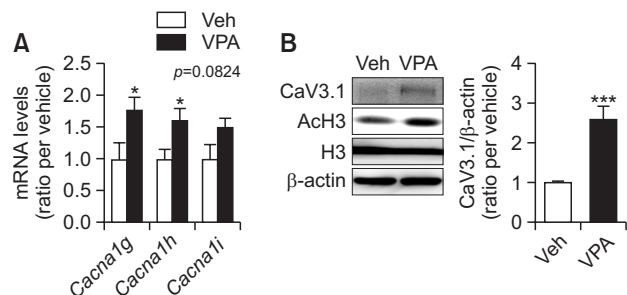 A
Veh
VPA
p=0.0824
mRNA levels
(ratio per vehicle)
2.5
2.0
1.5
1.0
0.5
0
*
*
Cacna1g
Cacna1h
Cacna1i
B
Veh VPA
CaV3.1
AcH3
H3
β-actin
CaV3.1/β-actin
(ratio per vehicle)
4
3
2
1
0
***
Veh
VPA